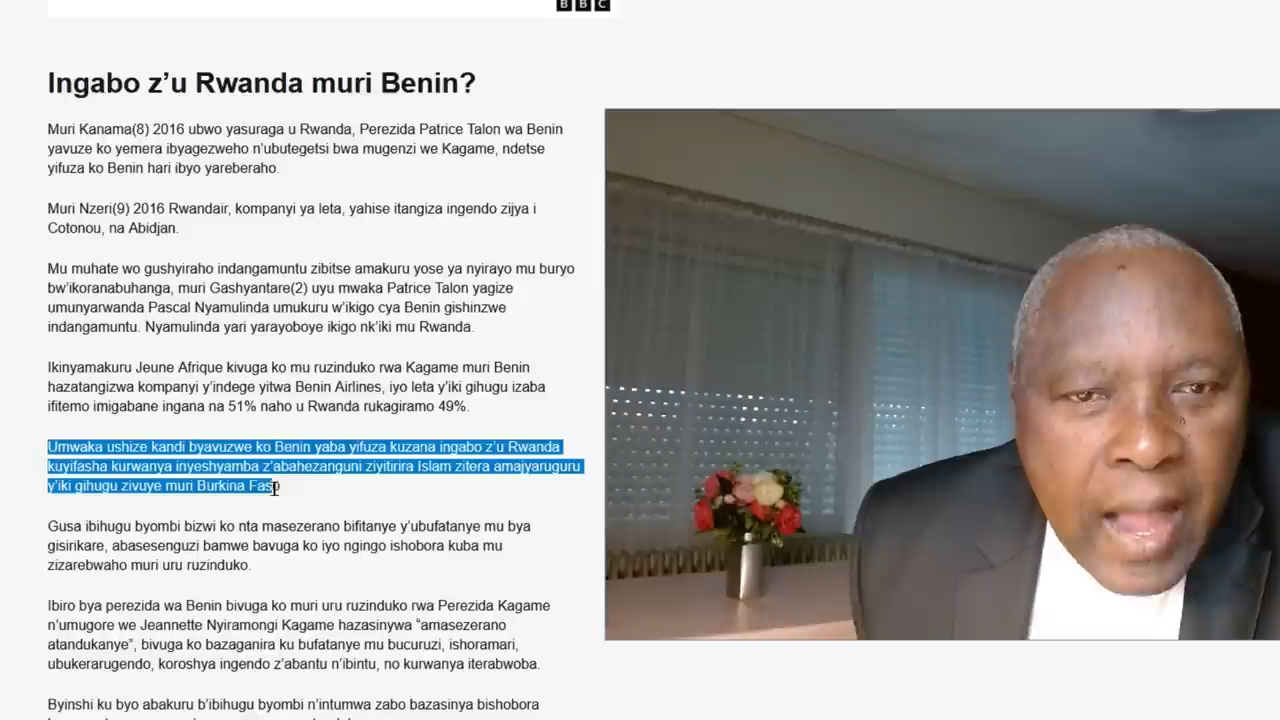 BBC
Ingabo z’u Rwanda muri Benin?
Muri Kanama(8) 2016 ubwo yasuraga u Rwanda, Perezida Patrice Talon wa Benin
yavuze ko yemera ibyagezweho n’ubutegetsi bwa mugenzi we Kagame, ndetse
yifuza ko Benin hari ibyo yareberaho.
Muri Nzeri(9) 2016 Rwandair, kompanyi ya leta, yahise itangiza ingendo zijya i
Cotonou, na Abidjan.
Mu muhate wo gushyiraho indangamuntu zibitse amakuru yose ya nyirayo mu buryo
bw’ikoranabuhanga, muri Gashyantare(2) uyu mwaka Patrice Talon yagize
umunyarwanda Pascal Nyamulinda umukuru w’ikigo cya Benin gishinzwe
indangamuntu. Nyamulinda yari yarayoboye ikigo nk’iki mu Rwanda.
Ikinyamakuru Jeune Afrique kivuga ko mu ruzinduko rwa Kagame muri Benin
hazatangizwa kompanyi y’indege yitwa Benin Airlines, iyo leta y’iki gihugu izaba
ifitemo imigabane ingana na 51% naho u Rwanda rukagiramo 49%.
Umwaka ushize kandi byavuzwe ko Benin yaba yifuza kuzana ingabo z’u Rwanda
kuyifasha kurwanya inyeshyamba z’abahezanguni ziyitirira Islam zitera amajyaruguru
y’iki gihugu zivuye muri Burkina Faso
Gusa ibihugu byombi bizwi ko nta masezerano bifitanye y’ubufatanye mu bya
gisirikare, abasesenguzi bamwe bavuga ko iyo ngingo ishobora kuba mu
zizarebwaho muri uru ruzinduko.
Ibiro bya perezida wa Benin bivuga ko muri uru ruzinduko rwa Perezida Kagame
n’umugore we Jeannette Nyiramongi Kagame hazasinywa “amasezerano
atandukanye”, bivuga ko bazaganira ku bufatanye mu bucuruzi, ishoramari,
ubukerarugendo, koroshya ingendo z’abantu n’ibintu, no kurwanya iterabwoba.
Byinshi ku byo abakuru b’ibihugu byombi n’intumwa zabo bazasinya bishobora